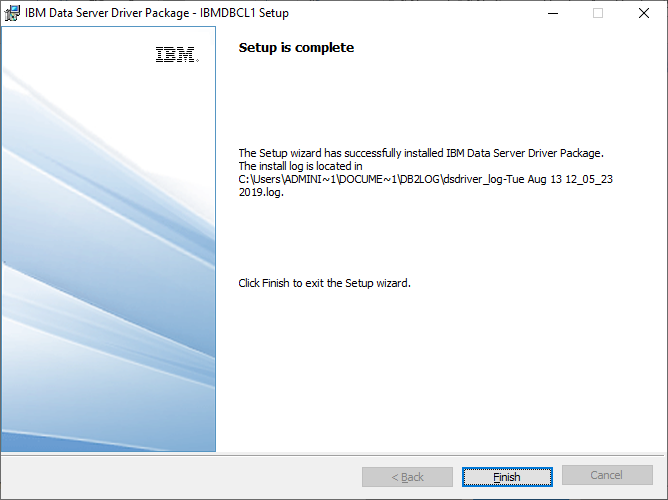 IBM Data Server Driver Package - IBMDBCL1 Setup
IBM®
Setup is complete
The Setup wizard has successfully installed IBM Data Server Driver Package.
The install log is located in
C:\Users\ADMINI~1\DOCUME~1\DB2LOG\dsdriver_log-Tue Aug 13 12_05_23
2019.log.
Click Finish to exit the Setup wizard.
< Back
Finish
Cancel